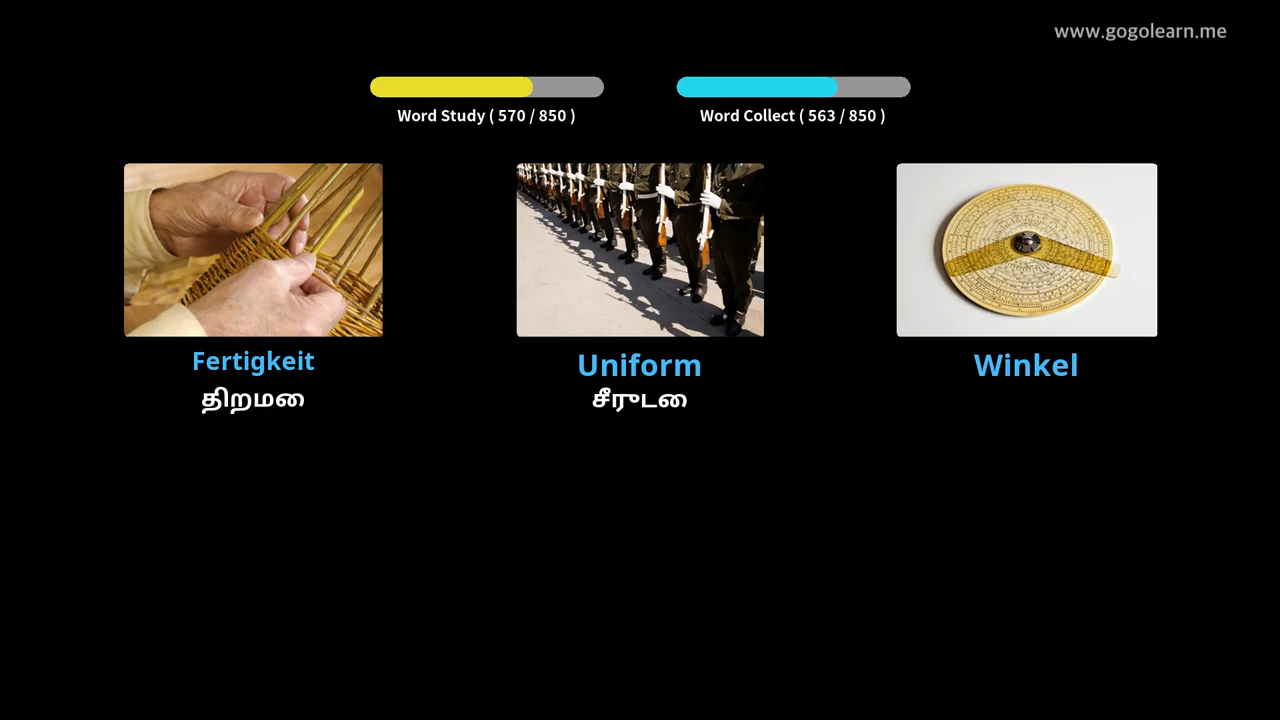 www.gogolearn.me
Word Study ( 570 / 850 )
Word Collect ( 563 / 850 )
Fertigkeit
திறமை
Uniform
சீருடை
Winkel